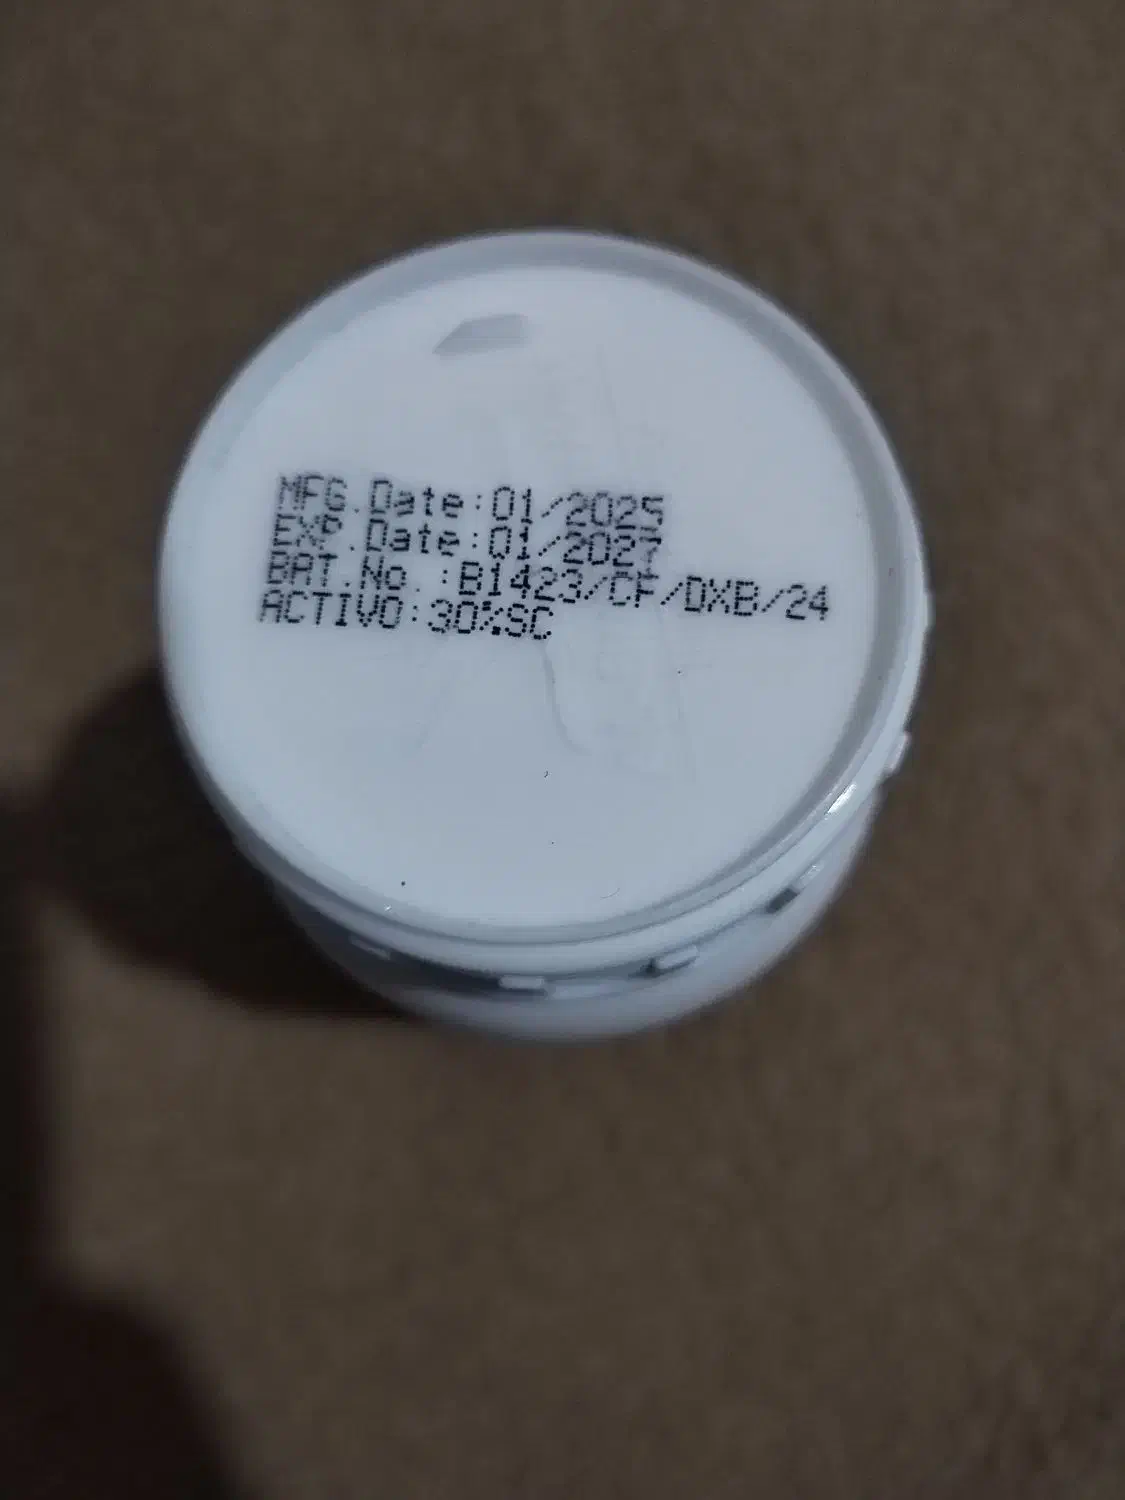 MFG.Date:01/2025
EXP.Date:01/2027
BAT.No. :B1423/CF/DXB/24
ACTIVO:30%SC